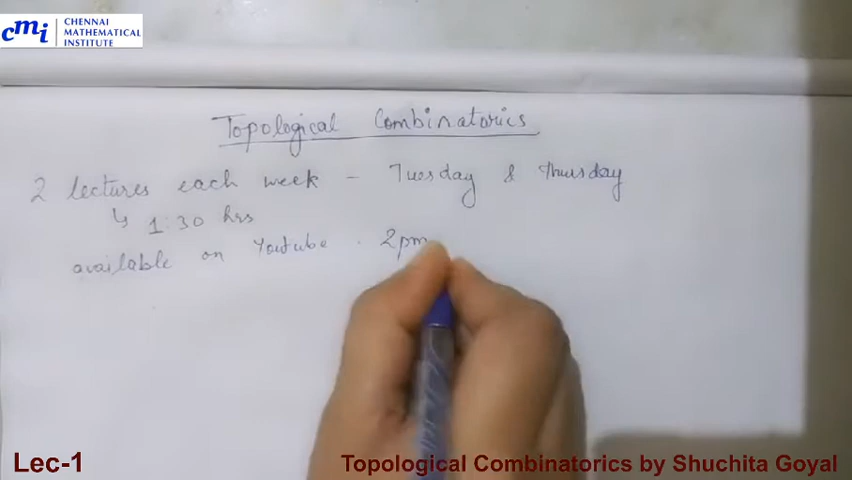 cmi
CHENNAI
MATHEMATICAL
INSTITUTE
Topological Combinatorics
2 lectures each week - Tuesday & Thursday
↳ 1:30 hrs
available on Youtube . 2pm
Lec-1
Topological Combinatorics by Shuchita Goyal